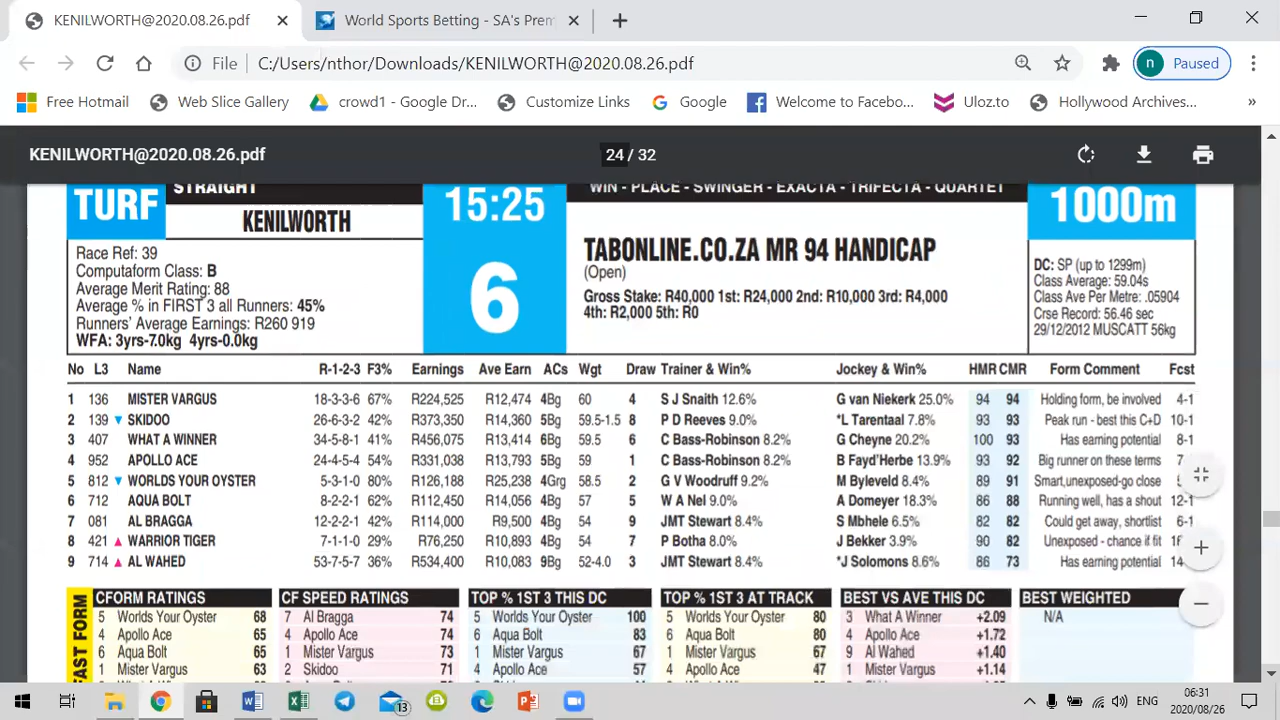 KENILWORTH@2020.08.26.pdf
World Sports Betting - SA's Prem
File C:/Users/nthor/Downloads/KENILWORTH@2020.08.26.pdf n Paused
Free Hotmail Web Slice Gallery crowd1 - Google Dr... Customize Links Google Welcome to Facebo... Uloz.to Hollywood Archives... »
KENILWORTH@2020.08.26.pdf 24 / 32
TURF STRAIGHT 15:25 WIN - PLACE - SWINGER - EXACTA - TRIFECTA - QUARTET 1000m
KENILWORTH
Race Ref: 39
Computaform Class: B
Average Merit Rating: 88
Average % in FIRST 3 all Runners: 45%
Runners' Average Earnings: R260 919
WFA: 3yrs-7.0kg 4yrs-0.0kg
6
TABONLINE.CO.ZA MR 94 HANDICAP
(Open)
Gross Stake: R40,000 1st: R24,000 2nd: R10,000 3rd: R4,000
4th: R2,000 5th: R0
DC: SP (up to 1299m)
Class Average: 59.04s
Class Ave Per Metre: .05904
Crse Record: 56.46 sec
29/12/2012 MUSCATT 56kg
No L3 Name R-1-2-3 F3% Earnings Ave Earn ACs Wgt Draw Trainer & Win% Jockey & Win% HMR CMR Form Comment Fcst
1 136 MISTER VARGUS 18-3-3-6 67% R224,525 R12,474 4Bg 60 4 S J Snaith 12.6% G van Niekerk 25.0% 94 94 Holding form, be involved 4-1
2 139 ▼ SKIDOO 26-6-3-2 42% R373,350 R14,360 5Bg 59.5-1.5 8 P D Reeves 9.0% *L Tarentaal 7.8% 93 93 Peak run - best this C+D 10-1
3 407 WHAT A WINNER 34-5-8-1 41% R456,075 R13,414 6Bg 59.5 6 C Bass-Robinson 8.2% G Cheyne 20.2% 100 93 Has earning potential 8-1
4 952 APOLLO ACE 24-4-5-4 54% R331,038 R13,793 5Bg 59 1 C Bass-Robinson 8.2% B Fayd'Herbe 13.9% 93 92 Big runner on these terms
5 812 ▼ WORLDS YOUR OYSTER 5-3-1-0 80% R126,188 R25,238 4Grg 58.5 2 G V Woodruff 9.2% M Byleveld 8.4% 89 91 Smart,unexposed-go close
6 712 AQUA BOLT 8-2-2-1 62% R112,450 R14,056 4Bg 57 5 W A Nel 9.0% A Domeyer 18.3% 86 88 Running well, has a shout 12-1
7 081 AL BRAGGA 12-2-2-1 42% R114,000 R9,500 4Bg 54 9 JMT Stewart 8.4% S Mbhele 6.5% 82 82 Could get away, shortlist 6-1
8 421 ▲ WARRIOR TIGER 7-1-1-0 29% R76,250 R10,893 4Bg 54 7 P Botha 8.0% J Bekker 3.9% 90 82 Unexposed - chance if fit
9 714 ▲ AL WAHED 53-7-5-7 36% R534,400 R10,083 9Bg 52-4.0 3 JMT Stewart 8.4% *J Solomons 8.6% 86 73 Has earning potential
FAST FORM
CFORM RATINGS
5 Worlds Your Oyster 68
4 Apollo Ace 65
6 Aqua Bolt 65
1 Mister Vargus 63
CF SPEED RATINGS
7 Al Bragga 74
4 Apollo Ace 74
1 Mister Vargus 73
2 Skidoo 71
TOP % 1ST 3 THIS DC
5 Worlds Your Oyster 100
6 Aqua Bolt 83
1 Mister Vargus 67
4 Apollo Ace 57
TOP % 1ST 3 AT TRACK
5 Worlds Your Oyster 80
6 Aqua Bolt 80
1 Mister Vargus 67
4 Apollo Ace 47
BEST VS AVE THIS DC
3 What A Winner +2.09
4 Apollo Ace +1.72
9 Al Wahed +1.40
1 Mister Vargus +1.14
BEST WEIGHTED
N/A
13 ENG 06:31
2020/08/26